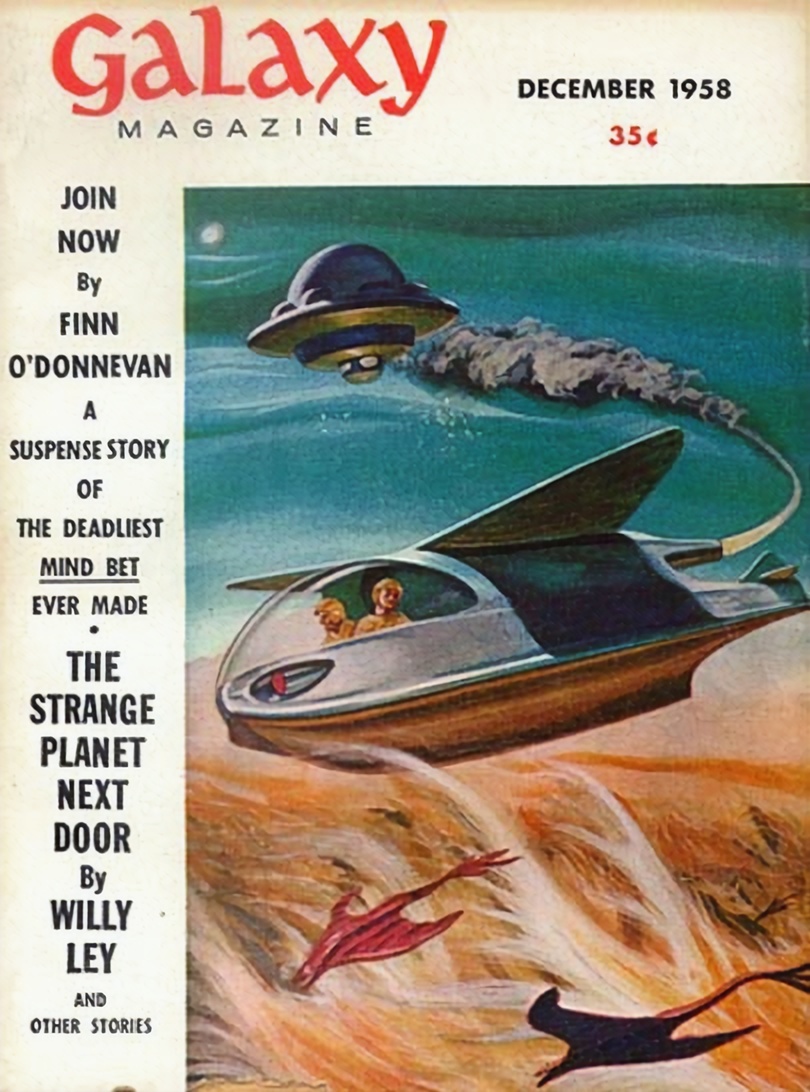 Galaxy
MAGAZINE
DECEMBER 1958
35¢
JOIN
NOW
By
FINN
O'DONNEVAN
A
SUSPENSE STORY
OF
THE DEADLIEST
MIND BET
EVER MADE
•
THE
STRANGE
PLANET
NEXT
DOOR
By
WILLY
LEY
AND
OTHER STORIES